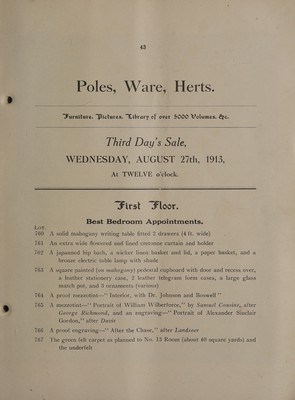 43
Poles, Ware, Herts.
Furniture. Pictures. Library of over 3000 Volumes. &c.
Third Day's Sale,
WEDNESDAY, AUGUST 27th, 1913,
At TWELVE o'clock.
First Floor.
Best Bedroom Appointments.
Lot.
760 A solid mahogany writing table fitted 2 drawers (4 ft. wide)
761 An extra wide flowered and lined cretonne curtain and holder
762 A japanned hip bath, a wicker linen basket and lid, a paper basket, and a
bronze electric table lamp with shade
763 A square painted (en mahogany) pedestal cupboard with door and recess over,
a leather stationery case, 2 leather telegram form cases, a large glass
match pot, and 3 ornaments (various)
764 A proof mezzotint—" Interior, with Dr. Johnson and Boswell "
765 A mezzotint—" Portrait of William Wilberforce," by Samuel Cousins, after
George Richmond, and an engraving—" Portrait of Alexander Sinclair
Gordon," after Davis
766 A proof engraving—" After the Chase," after Landseer
767 The green felt carpet as planned to No. 13 Room (about 40 square yards) and
the underfelt